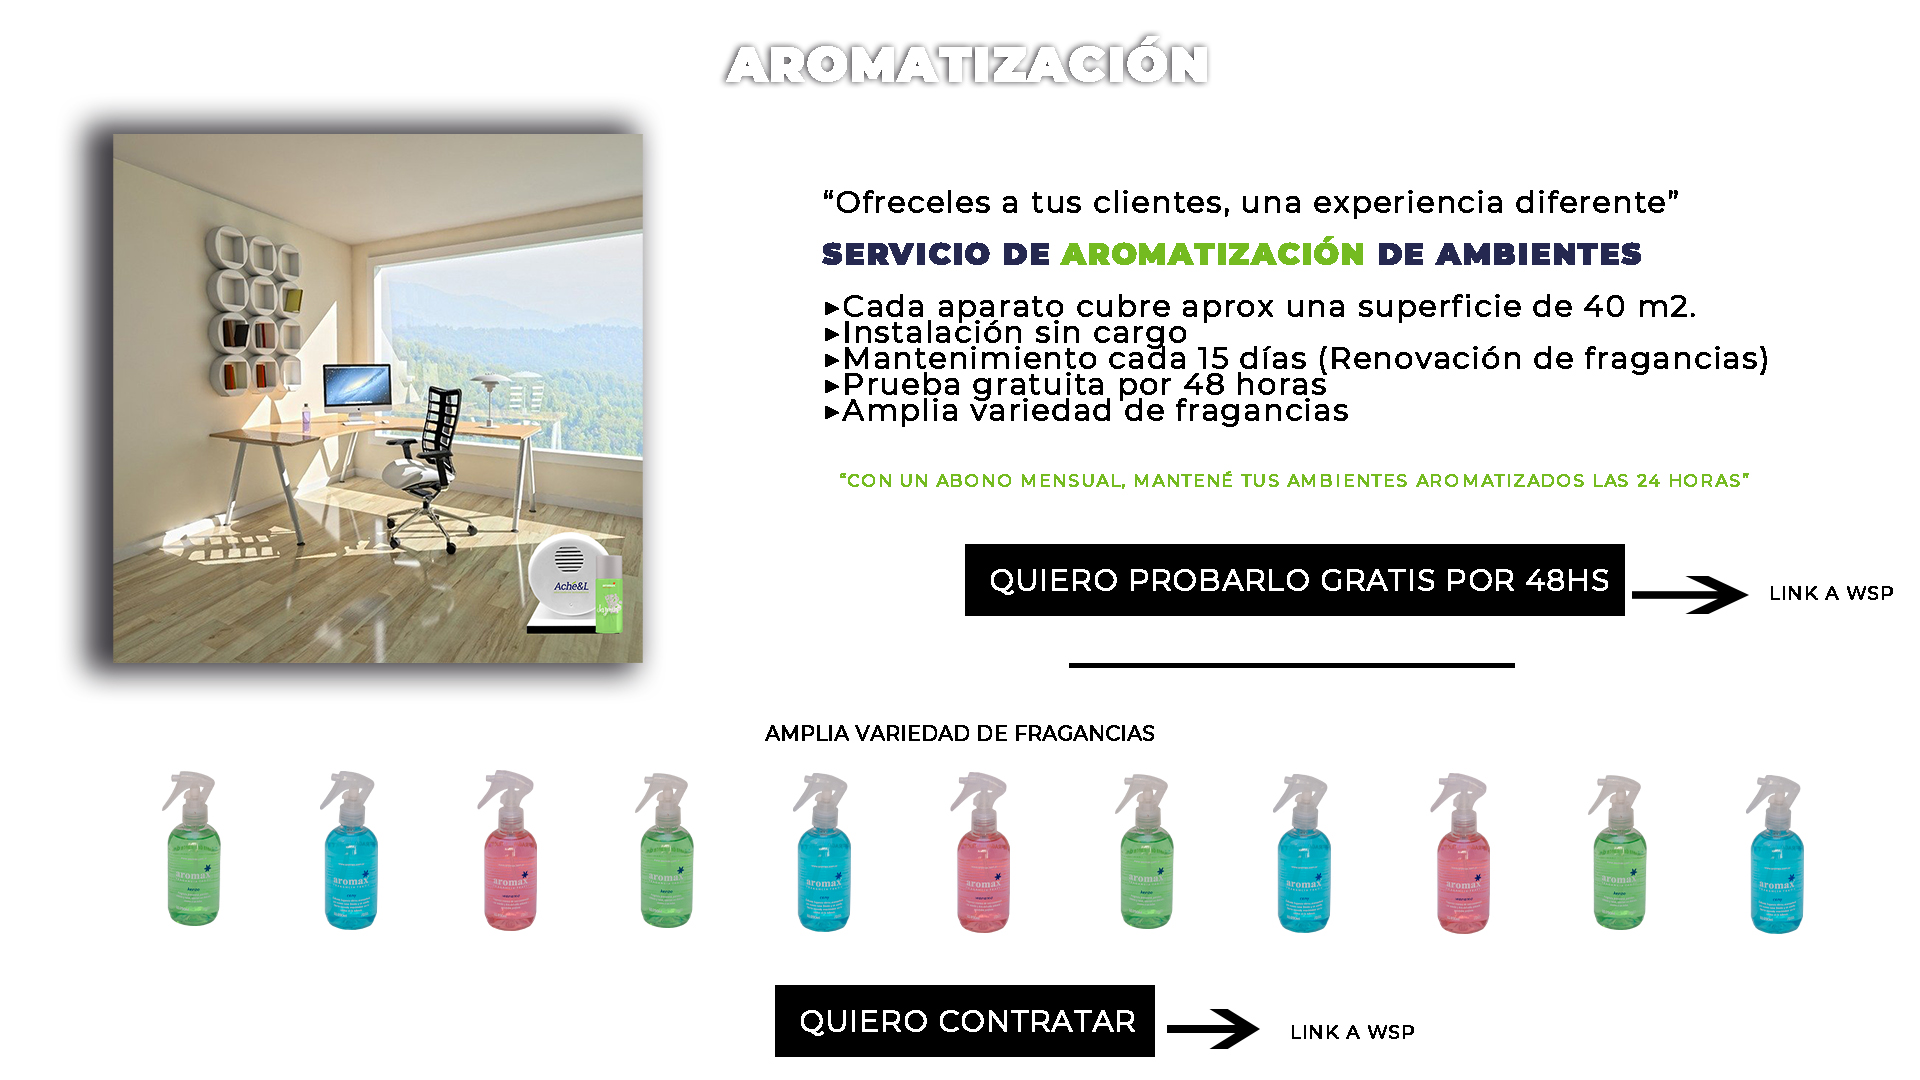 AROMATIZACIÓN
“Ofreceles a tus clientes, una experiencia diferente”
SERVICIO DE AROMATIZACIÓN DE AMBIENTES
▸Cada aparato cubre aprox una superficie de 40 m2.
▸Instalación sin cargo
▸Mantenimiento cada 15 días (Renovación de fragancias)
▸Prueba gratuita por 48 horas
▸Amplia variedad de fragancias
“CON UN ABONO MENSUAL, MANTENÉ TUS AMBIENTES AROMATIZADOS LAS 24 HORAS”
Achè&L
QUIERO PROBARLO GRATIS POR 48HS
LINK A WSP
AMPLIA VARIEDAD DE FRAGANCIAS
aromax
aromax
aromax
aromax
aromax
aromax
aromax
aromax
aromax
aromax
aromax
QUIERO CONTRATAR
LINK A WSP